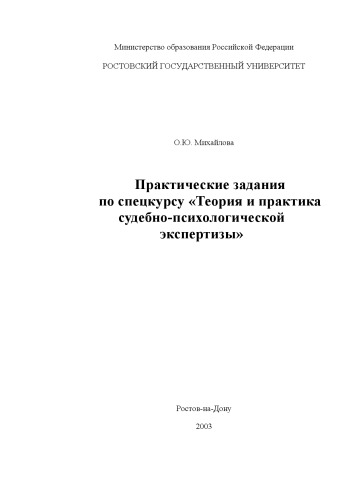 Министерство образования Российской Федерации
РОСТОВСКИЙ ГОСУДАРСТВЕННЫЙ УНИВЕРСИТЕТ
О.Ю. Михайлова
Практические задания
по спецкурсу «Теория и практика
судебно-психологической
экспертизы»
Ростов-на-Дону
2003